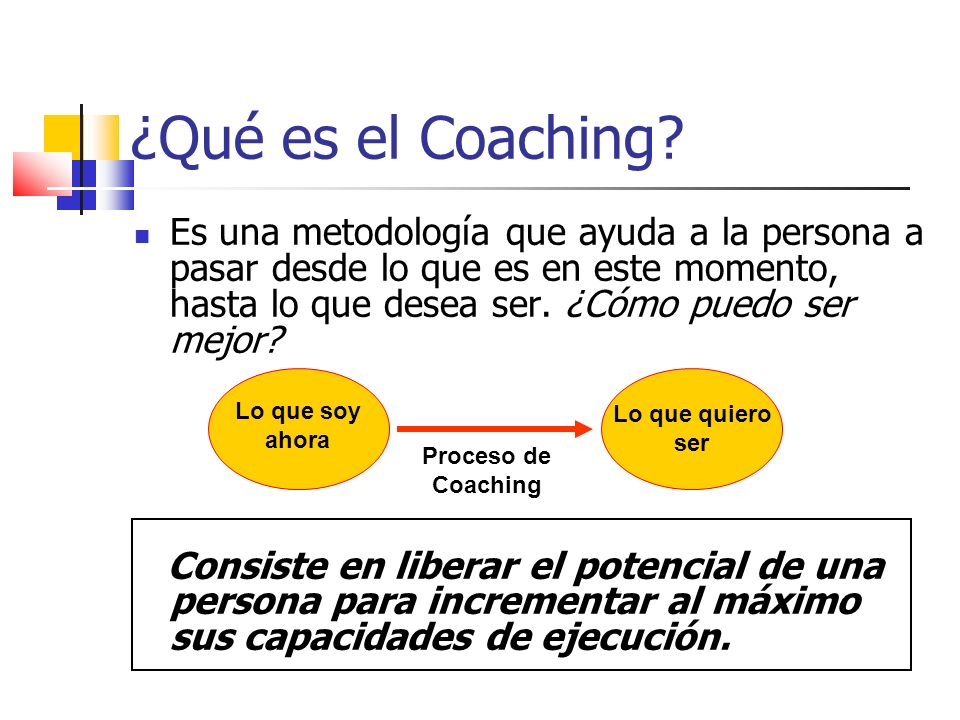 ¿Qué es el Coaching?
Es una metodología que ayuda a la persona a
pasar desde lo que es en este momento,
hasta lo que desea ser. ¿Cómo puedo ser
mejor?
Lo que soy
ahora
Proceso de
Coaching
Lo que quiero
ser
Consiste en liberar el potencial de una
persona para incrementar al máximo
sus capacidades de ejecución.